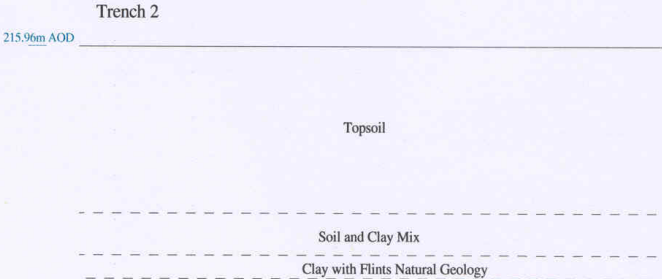 Trench 2
215.96m AOD
Topsoil
Soil and Clay Mix
Clay with Flints Natural Geology